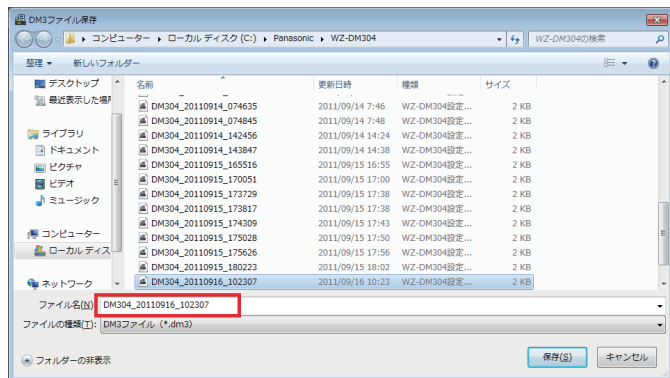 DM3ファイル保存
コンピューター ▸ ローカル ディスク (C:) ▸ Panasonic ▸ WZ-DM304
WZ-DM304の検索
整理 ▼ 新しいフォルダー
名前 更新日時 種類 サイズ
デスクトップ
最近表示した場所
ライブラリ
ドキュメント
ピクチャ
ビデオ
ミュージック
コンピューター
ローカル ディス
ネットワーク
DM304_20110914_074635 2011/09/14 7:46 WZ-DM304設定... 2 KB
DM304_20110914_074845 2011/09/14 7:48 WZ-DM304設定... 2 KB
DM304_20110914_142456 2011/09/14 14:24 WZ-DM304設定... 2 KB
DM304_20110914_143847 2011/09/14 14:38 WZ-DM304設定... 2 KB
DM304_20110915_165516 2011/09/15 16:55 WZ-DM304設定... 2 KB
DM304_20110915_170051 2011/09/15 17:00 WZ-DM304設定... 2 KB
DM304_20110915_173729 2011/09/15 17:38 WZ-DM304設定... 2 KB
DM304_20110915_173817 2011/09/15 17:38 WZ-DM304設定... 2 KB
DM304_20110915_174309 2011/09/15 17:43 WZ-DM304設定... 2 KB
DM304_20110915_175028 2011/09/15 17:50 WZ-DM304設定... 2 KB
DM304_20110915_175626 2011/09/15 17:56 WZ-DM304設定... 2 KB
DM304_20110915_180223 2011/09/15 18:02 WZ-DM304設定... 2 KB
DM304_20110916_102307 2011/09/16 10:23 WZ-DM304設定... 2 KB
ファイル名(N): DM304_20110916_102307
ファイルの種類(T): DM3ファイル (*.dm3)
フォルダーの非表示
保存(S) キャンセル